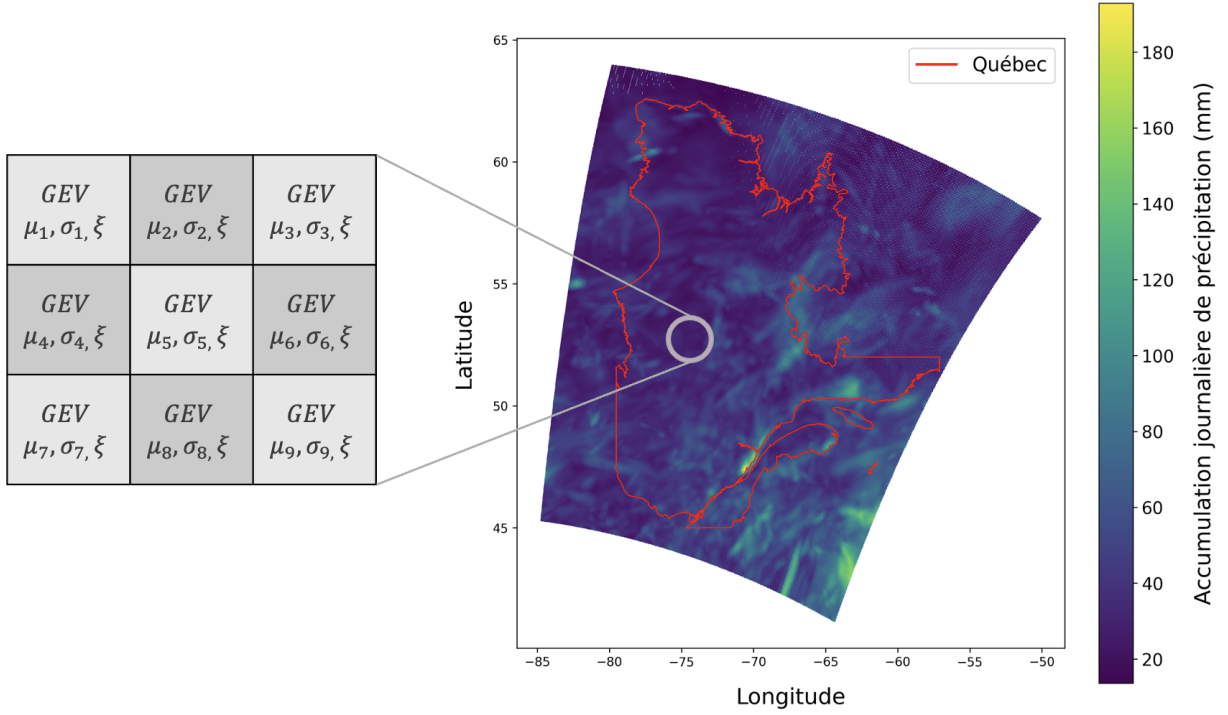 GEV
μ₁, σ₁, ξ
GEV
μ₂, σ₂, ξ
GEV
μ₃, σ₃, ξ
GEV
μ₄, σ₄, ξ
GEV
μ₅, σ₅, ξ
GEV
μ₆, σ₆, ξ
GEV
μ₇, σ₇, ξ
GEV
μ₈, σ₈, ξ
GEV
μ₉, σ₉, ξ
Québec
65
60
55
50
45
Latitude
−85
−80
−75
−70
−65
−60
−55
−50
Longitude
180
160
140
120
100
80
60
40
20
Accumulation journalière de précipitation (mm)